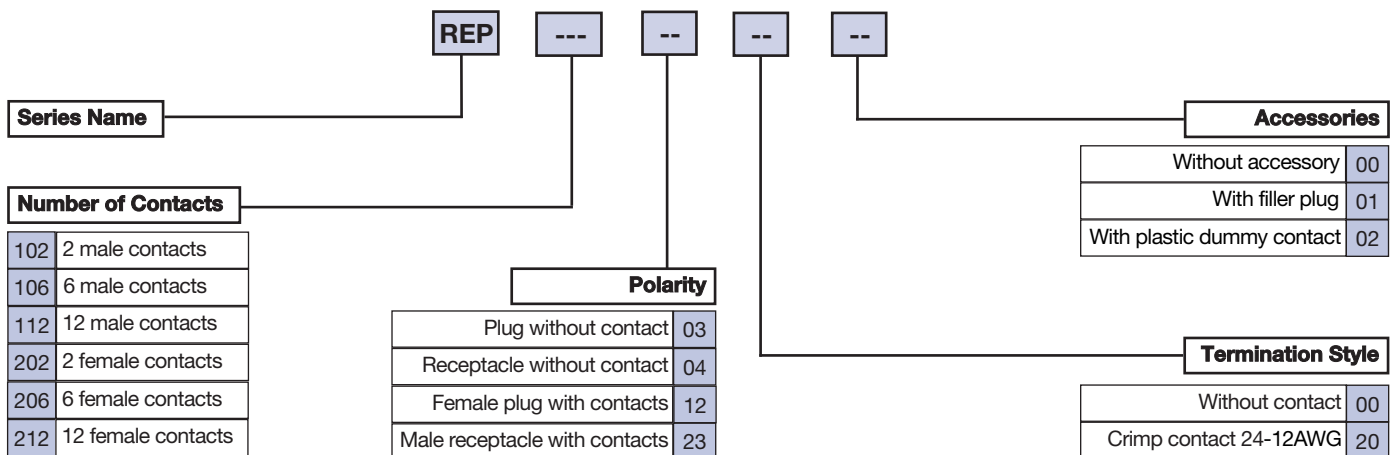 REP --- -- -- --
Series Name
Number of Contacts
102 2 male contacts
106 6 male contacts
112 12 male contacts
202 2 female contacts
206 6 female contacts
212 12 female contacts
Polarity
Plug without contact 03
Receptacle without contact 04
Female plug with contacts 12
Male receptacle with contacts 23
Accessories
Without accessory 00
With filler plug 01
With plastic dummy contact 02
Termination Style
Without contact 00
Crimp contact 24-12AWG 20